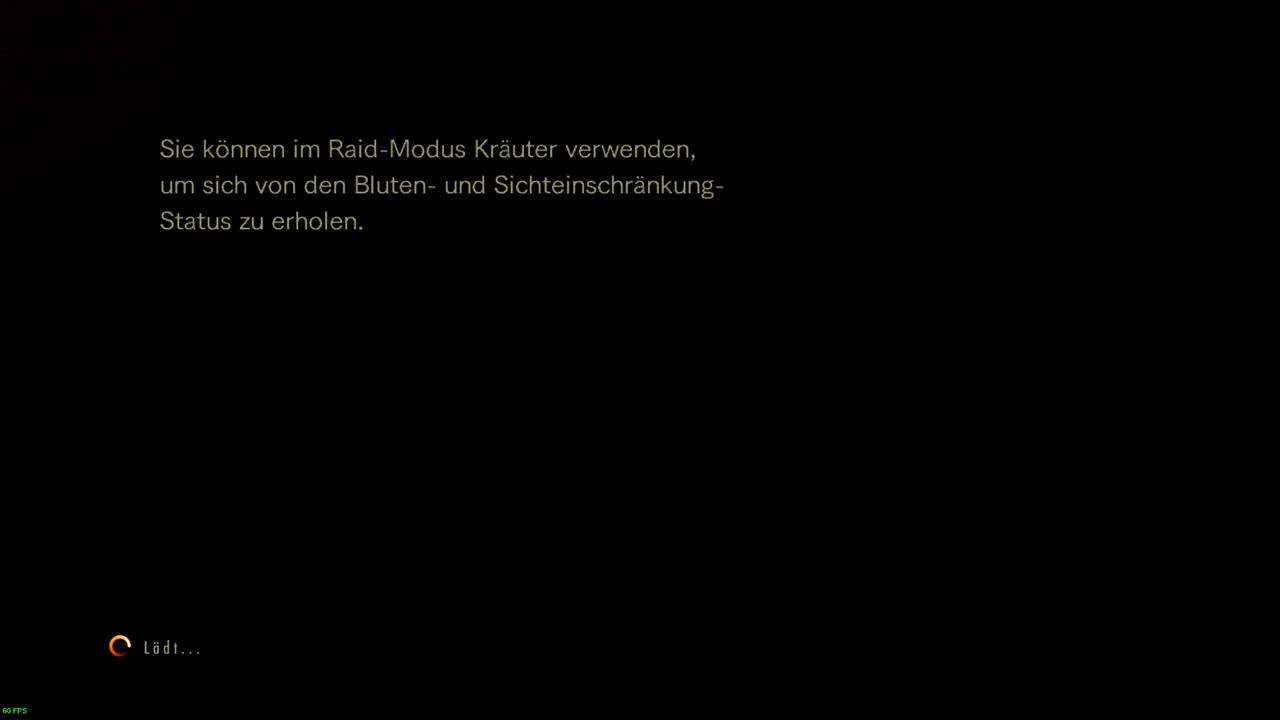 Sie können im Raid-Modus Kräuter verwenden,
um sich von den Bluten- und Sichteinschränkung-
Status zu erholen.
Lädt...
60 FPS